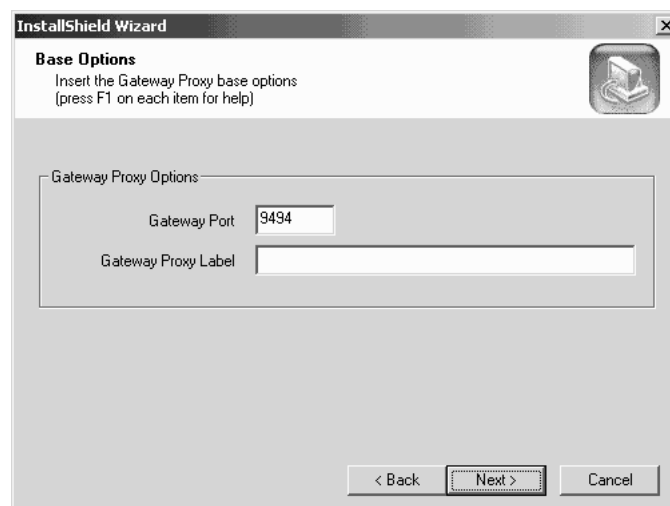 InstallShield Wizard
Base Options
Insert the Gateway Proxy base options
(press F1 on each item for help)
Gateway Proxy Options
Gateway Port 9494
Gateway Proxy Label
< Back Next > Cancel